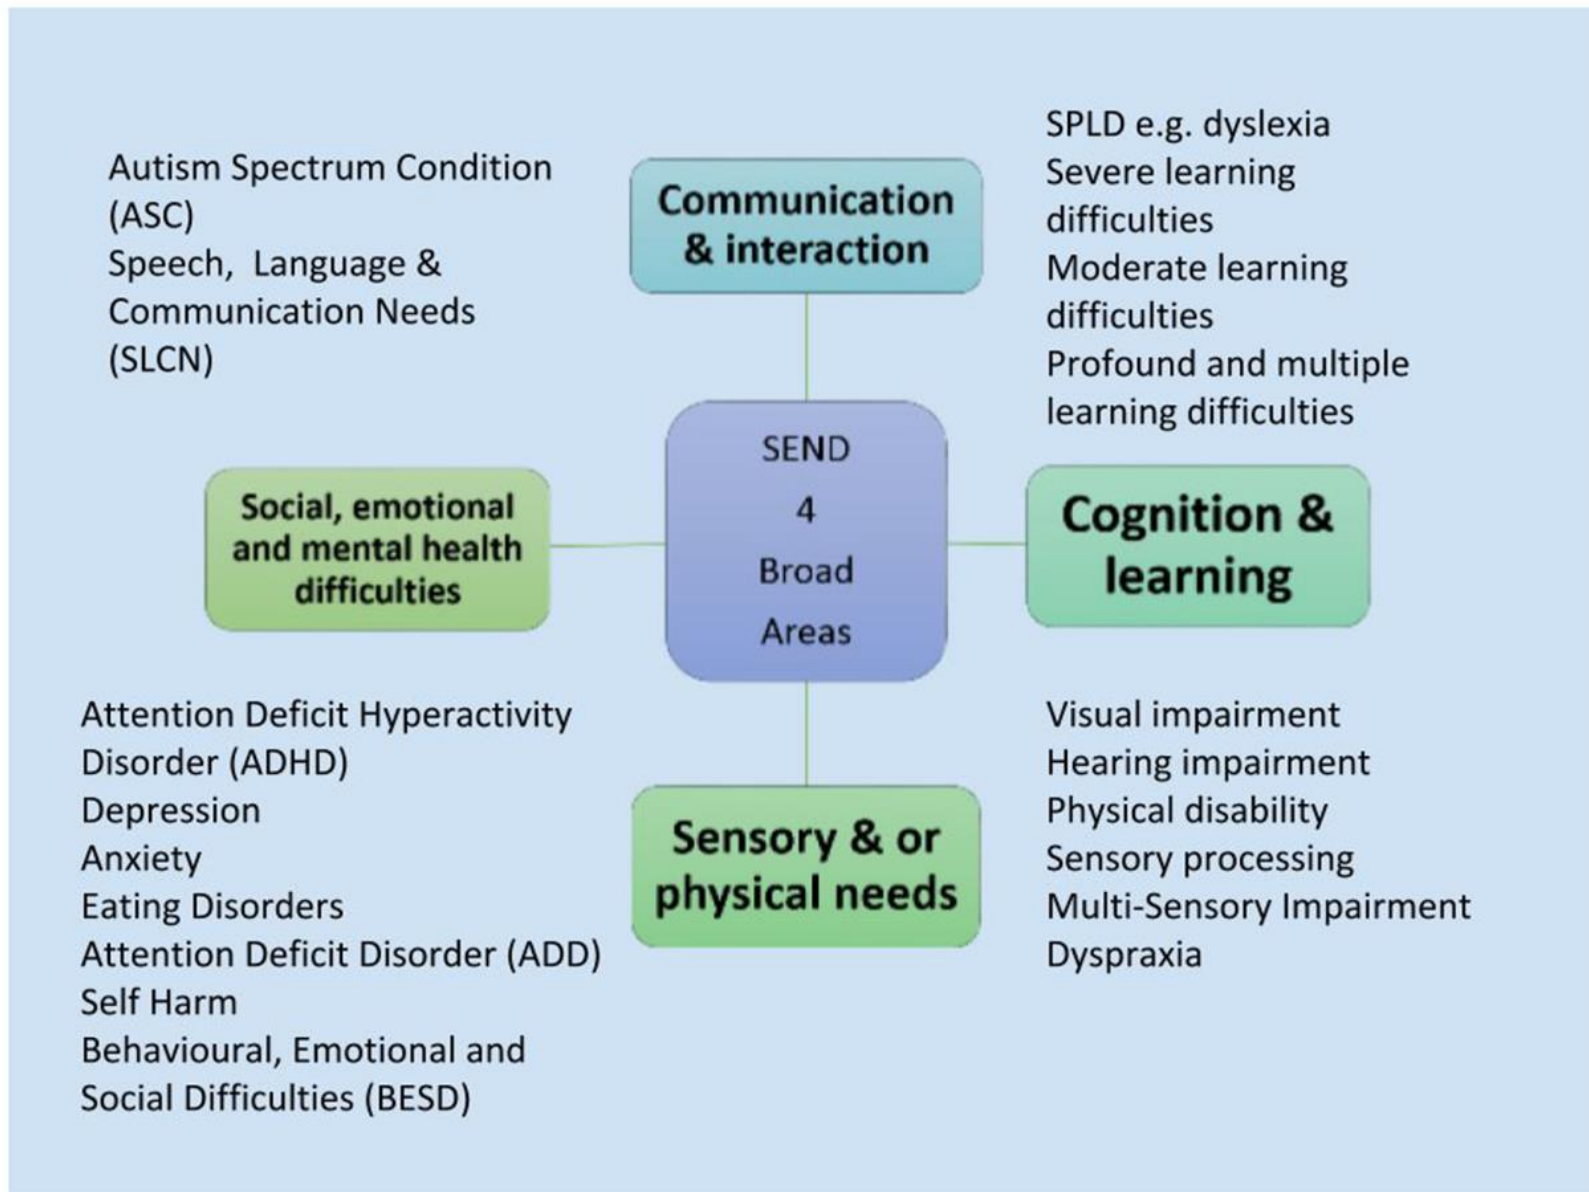 Autism Spectrum Condition
(ASC)
Speech,  Language &
Communication Needs
(SLCN)
Communication
& interaction
SPLD e.g. dyslexia
Severe learning
difficulties
Moderate learning
difficulties
Profound and multiple
learning difficulties
Social, emotional
and mental health
difficulties
SEND
4
Broad
Areas
Cognition &
learning
Attention Deficit Hyperactivity
Disorder (ADHD)
Depression
Anxiety
Eating Disorders
Attention Deficit Disorder (ADD)
Self Harm
Behavioural, Emotional and
Social Difficulties (BESD)
Sensory & or
physical needs
Visual impairment
Hearing impairment
Physical disability
Sensory processing
Multi-Sensory Impairment
Dyspraxia